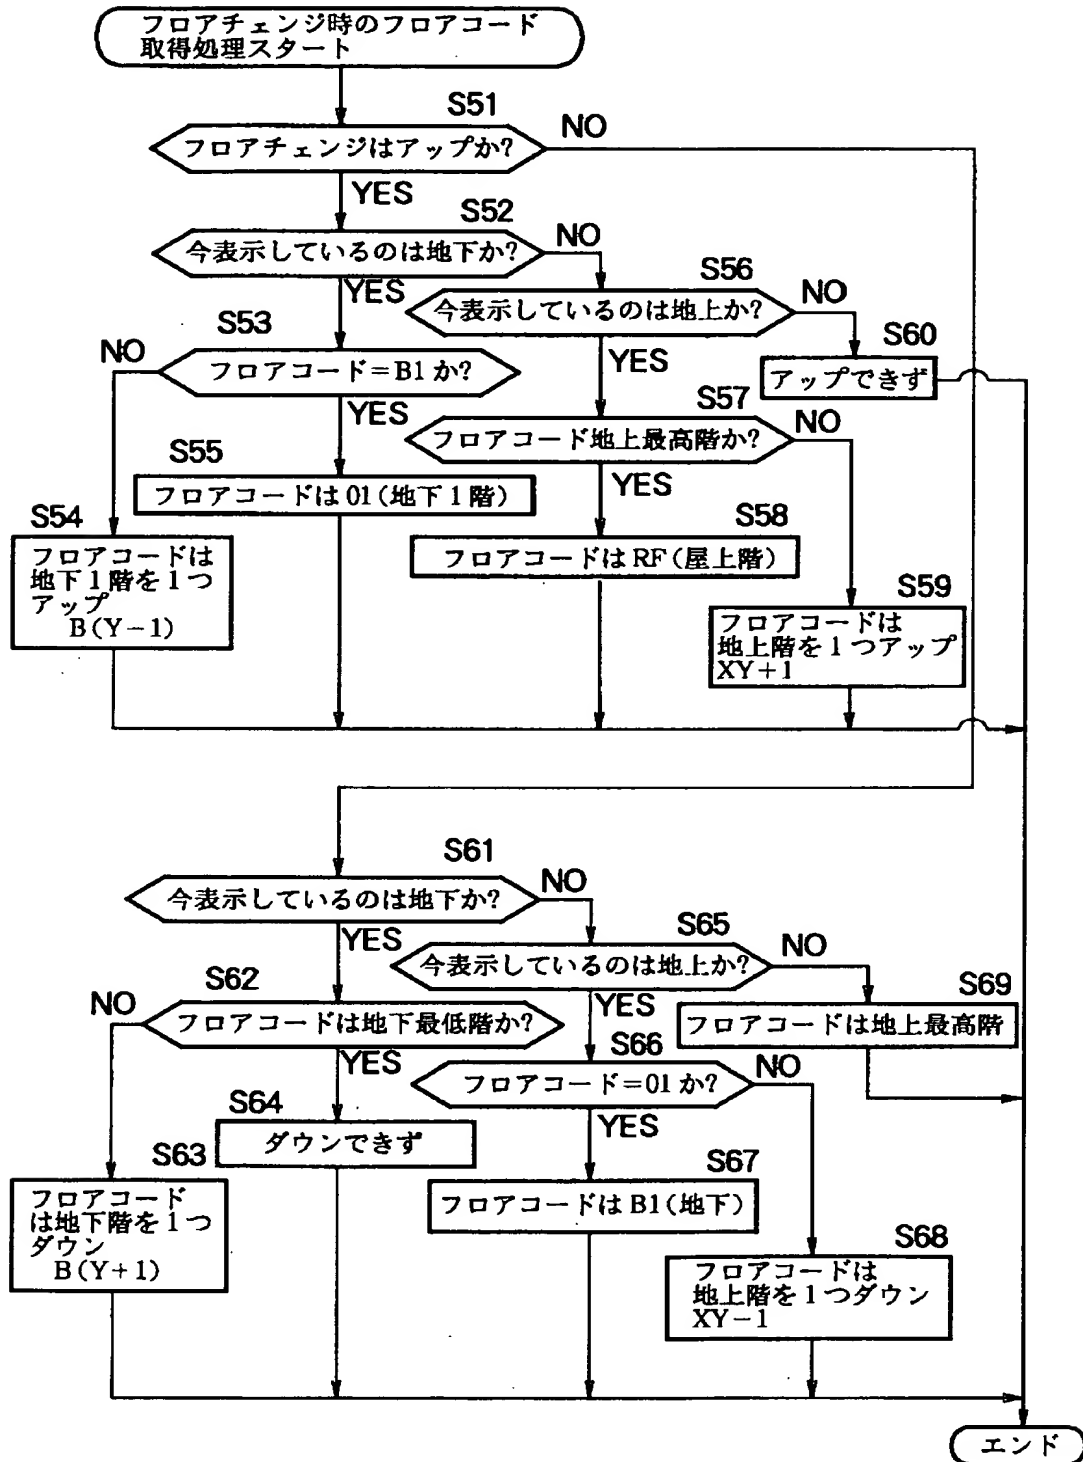 フロアチェンジ時のフロアコード
取得処理スタート
S51
フロアチェンジはアップか?
NO
YES
S52
今表示しているのは地下か?
NO
YES
S56
今表示しているのは地上か?
NO
YES
S53
NO
フロアコード=B1か?
YES
S60
アップできず
S57
フロアコード地上最高階か?
NO
YES
S55
フロアコードは01(地下1階)
S54
フロアコードは
地下1階を1つ
アップ
B(Y-1)
S58
フロアコードはRF(屋上階)
S59
フロアコードは
地上階を1つアップ
XY+1
S61
今表示しているのは地下か?
NO
YES
S65
今表示しているのは地上か?
NO
YES
S62
NO
フロアコードは地下最低階か?
YES
S69
フロアコードは地上最高階
S66
フロアコード=01か?
NO
YES
S64
ダウンできず
S63
フロアコード
は地下階を1つ
ダウン
B(Y+1)
S67
フロアコードはB1(地下)
S68
フロアコードは
地上階を1つダウン
XY-1
エンド